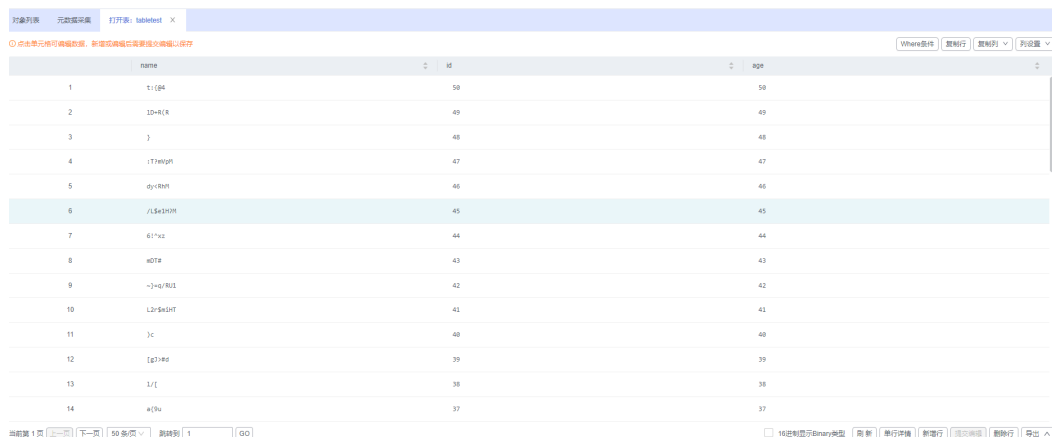 对象列表 元数据采集 打开表: tabletest X
点击单元格可编辑数据，新增或编辑后需要提交编辑以保存 Where条件 复制行 复制列 列设置
name id age
1 t:{@4 50 50
2 1D+R(R 49 49
3 } 48 48
4 :T?mVpM 47 47
5 dy<RhM 46 46
6 /L$e1H?M 45 45
7 6!^xz 44 44
8 mDT# 43 43
9 ~}=q/RU1 42 42
10 L2r$miHT 41 41
11 )c 40 40
12 [gJ>#d 39 39
13 1/[ 38 38
14 a{9u 37 37
当前第 1 页 上一页 下一页 50 条/页 跳转到 1 GO 16进制显示Binary类型 刷新 单行详情 新增行 提交编辑 删除行 导出